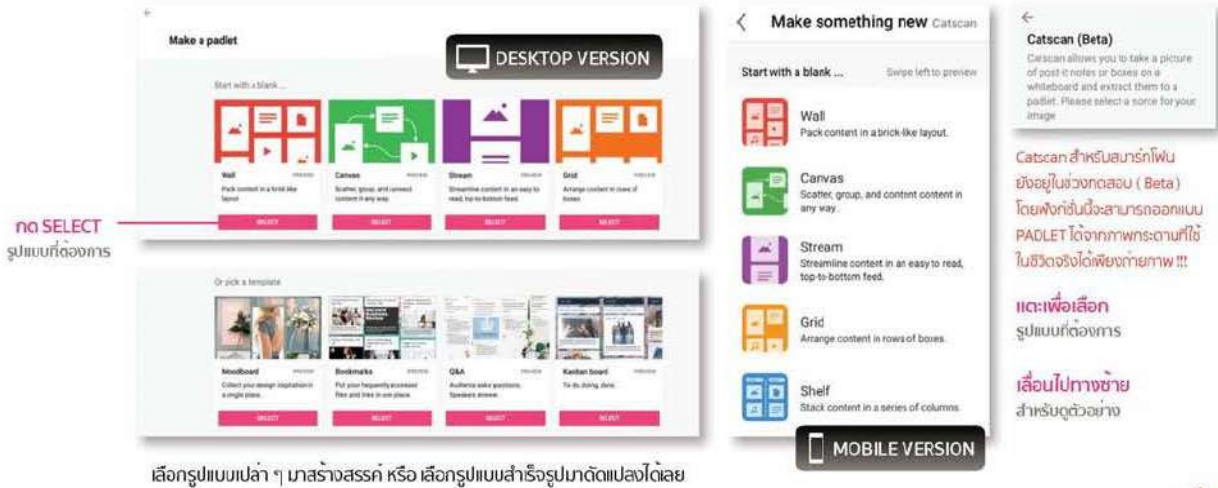 Make a padlet
DESKTOP VERSION
Start with a blank ...
Wall PREVIEW
Pack content in a brick-like
layout
SELECT
Canvas PREVIEW
Scatter, group, and connect
content in any way.
SELECT
Stream PREVIEW
Streamline content in an easy to
read, top-to-bottom feed.
SELECT
Grid PREVIEW
Arrange content in rows of
boxes
SELECT
กด SELECT
รูปแบบที่ต้องการ
Or pick a template
Moodboard PREVIEW
Collect your design inspiration in
a single place.
SELECT
Bookmarks PREVIEW
Put your frequently accessed
files and links in one place.
SELECT
Q&A PREVIEW
Audience asks questions,
Speakers answer.
SELECT
Kanban board PREVIEW
To do, doing, done.
SELECT
เลือกรูปแบบเปล่า ๆ มาสร้างสรรค์ หรือ เลือกรูปแบบสำเร็จรูปมาดัดแปลงได้เลย
Make something new Catscan
Start with a blank ... Swipe left to preview
Wall
Pack content in a brick-like layout.
Canvas
Scatter, group, and content content in
any way.
Stream
Streamline content in an easy to read,
top-to-bottom feed.
Grid
Arrange content in rows of boxes.
Shelf
Stack content in a series of columns.
MOBILE VERSION
Catscan (Beta)
Carscan allows you to take a picture
of post-it notes or boxes on a
whiteboard and extract them to a
padlet. Please select a sorce for your
image
Catscan สำหรับสมาร์ทโฟน
ยังอยู่ในช่วงทดสอบ ( Beta )
โดยฟังก์ชั่นนี้จะสามารถออกแบบ
PADLET ได้จากภาพกระดานที่ใช้
ในชีวิตจริงได้เพียงถ่ายภาพ !!!
แตะเพื่อเลือก
รูปแบบที่ต้องการ
เลื่อนไปทางซ้าย
สำหรับดูตัวอย่าง